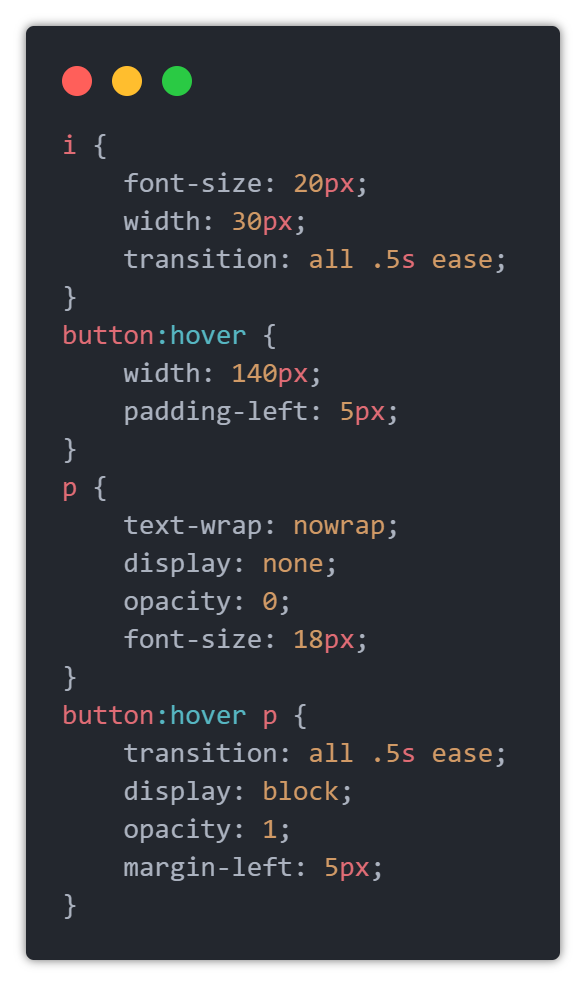 i {
    font-size: 20px;
    width: 30px;
    transition: all .5s ease;
}
button:hover {
    width: 140px;
    padding-left: 5px;
}
p {
    text-wrap: nowrap;
    display: none;
    opacity: 0;
    font-size: 18px;
}
button:hover p {
    transition: all .5s ease;
    display: block;
    opacity: 1;
    margin-left: 5px;
}